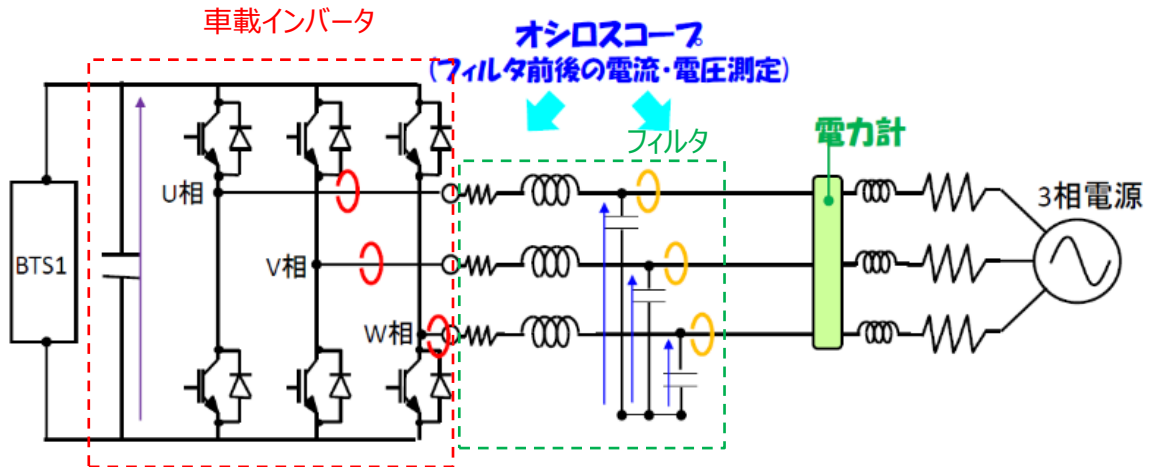 車載インバータ
オシロスコープ
(フィルタ前後の電流・電圧測定)
フィルタ
電力計
U相
3相電源
BTS1
V相
W相